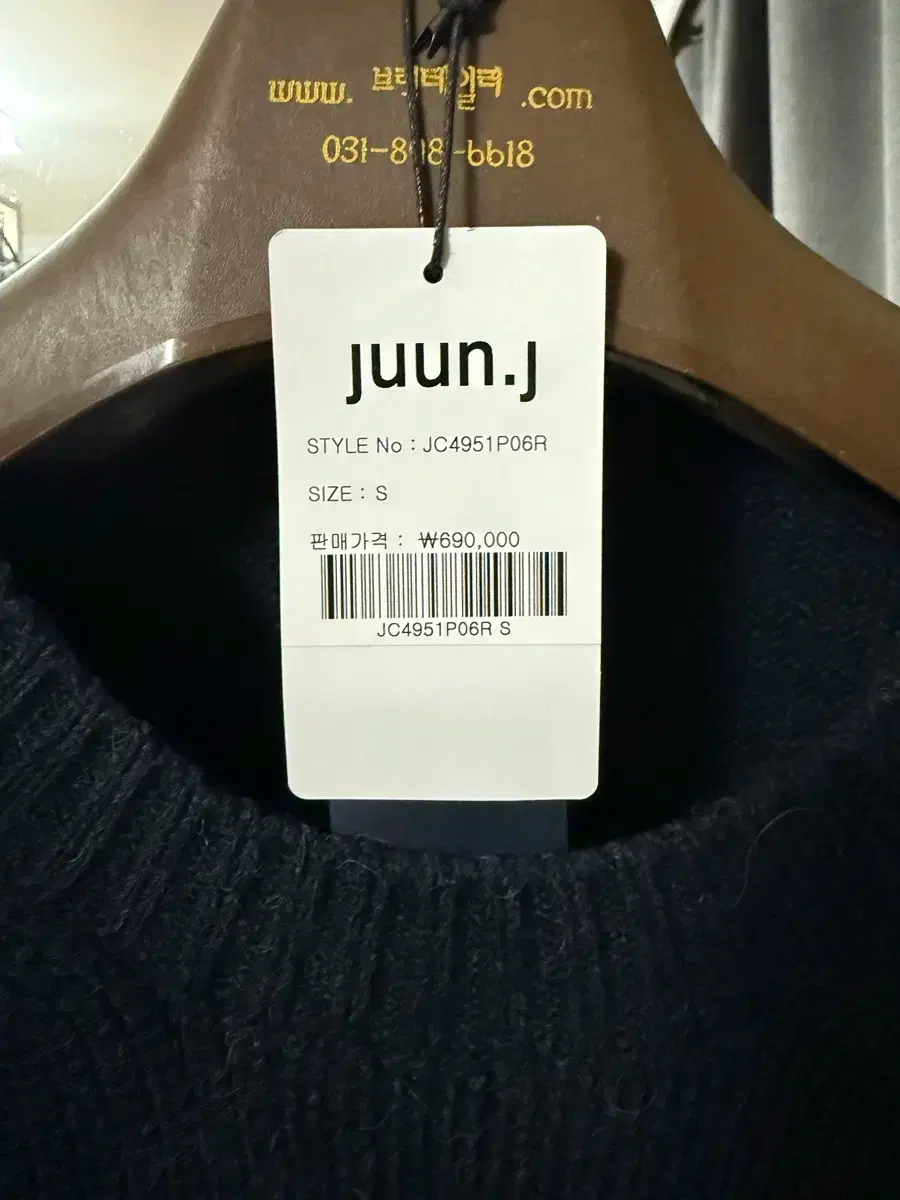 www. .com
juun.j
STYLE No : JC4951P06R
SIZE : S
판매가격 : ₩690,000
JC4951P06R S